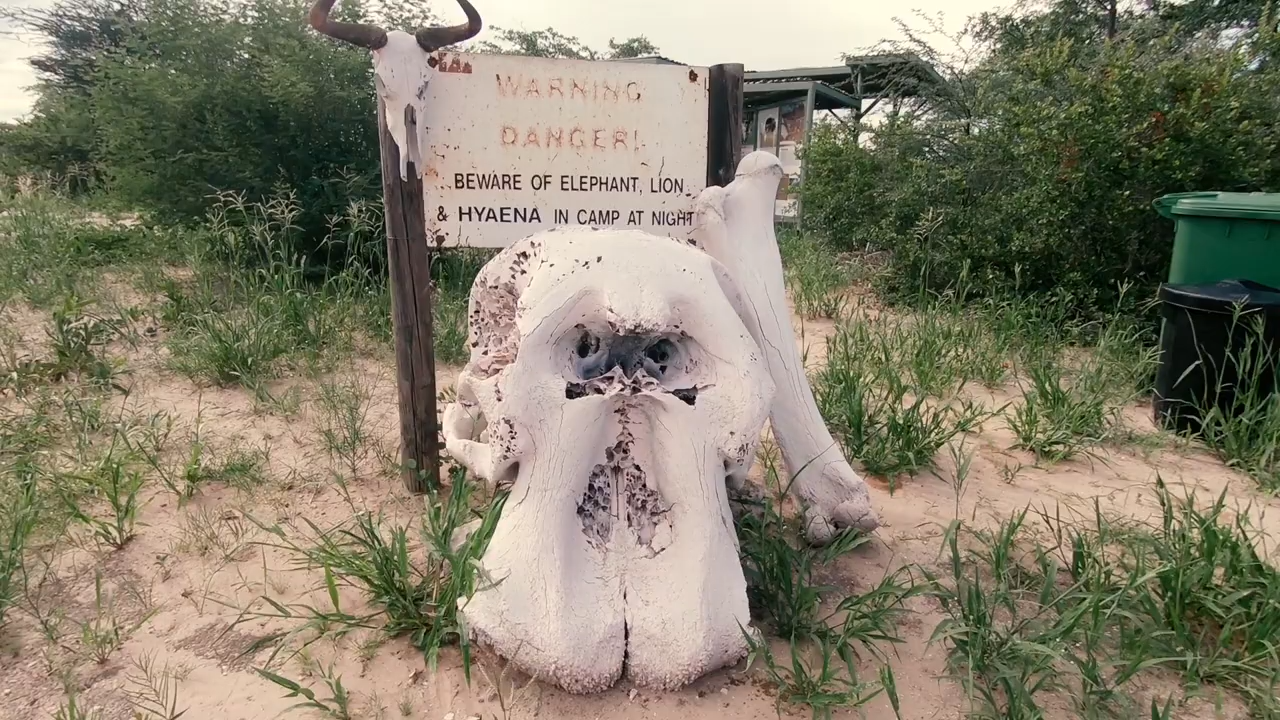 WARNING
DANGER!
BEWARE OF ELEPHANT, LION
& HYAENA IN CAMP AT NIGHT